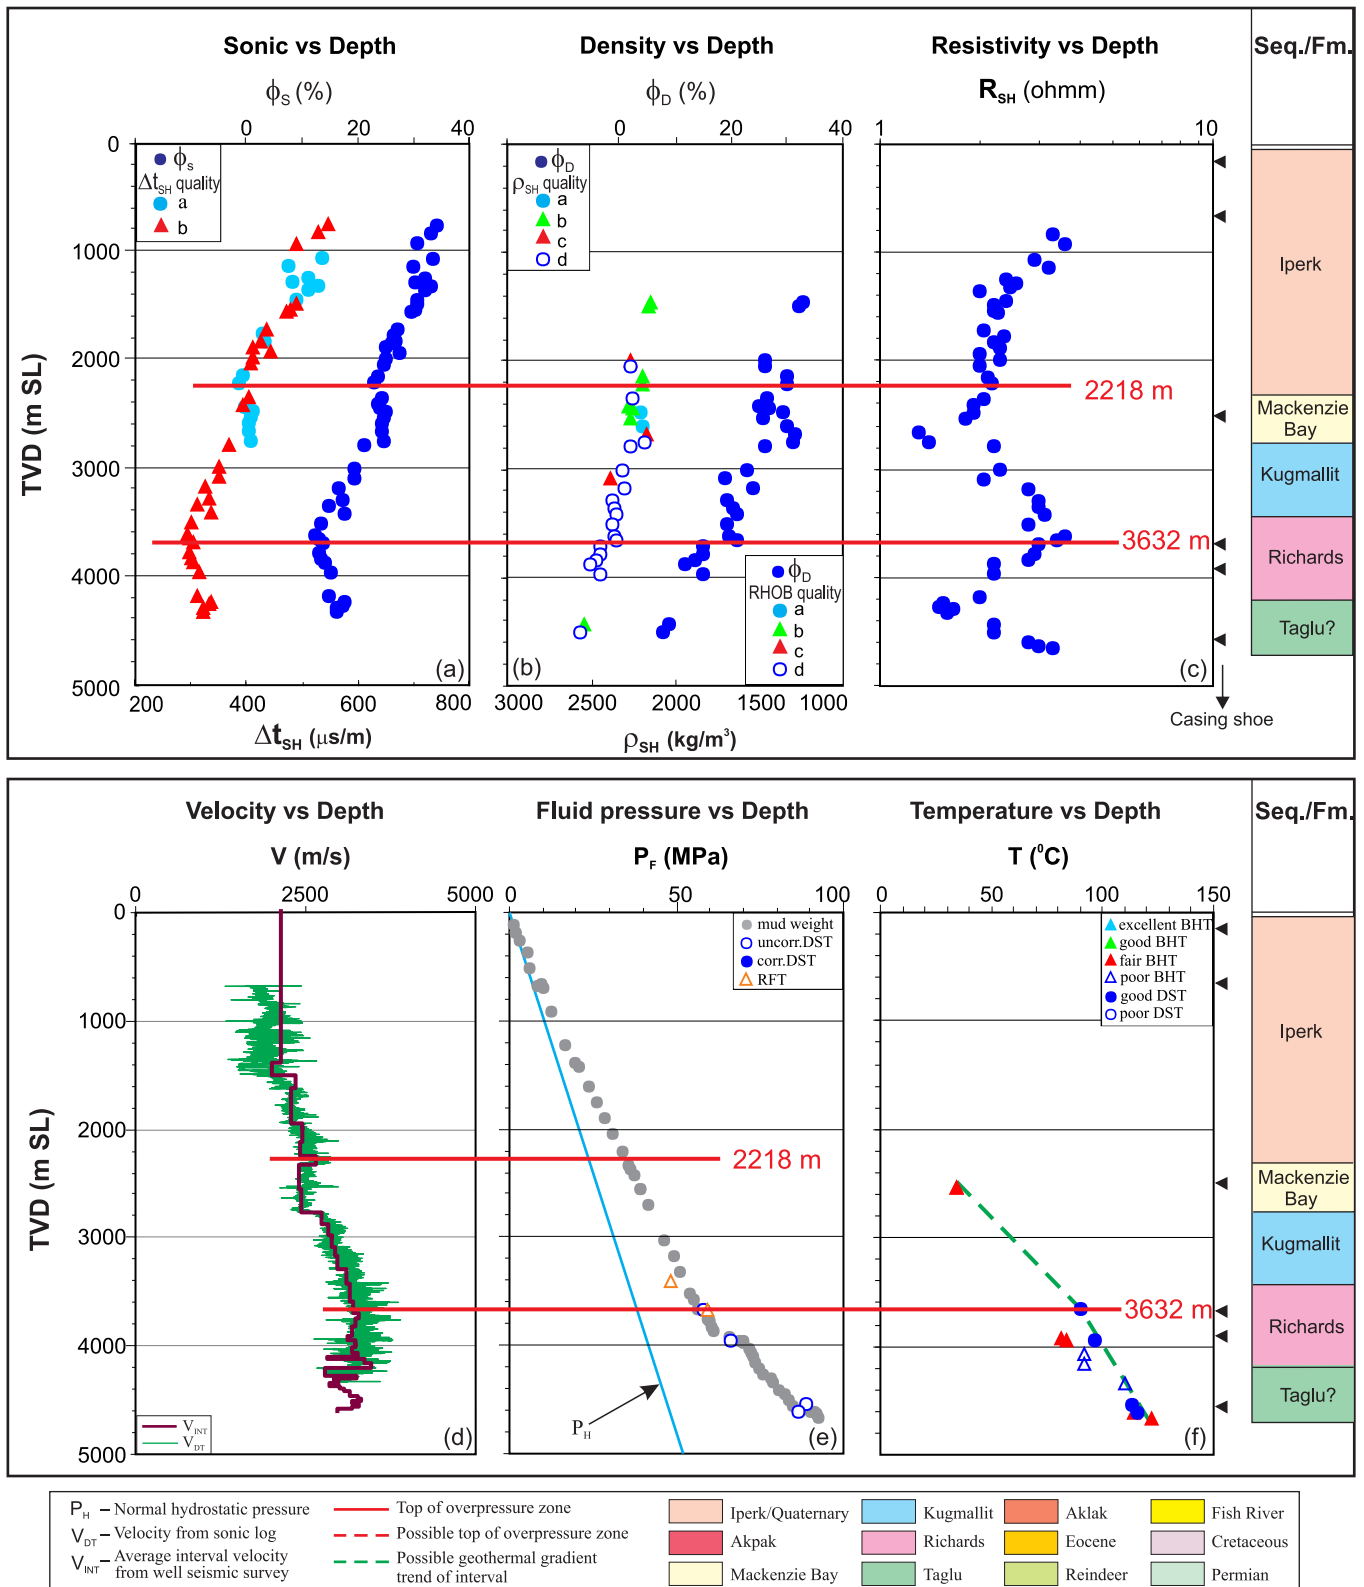 Sonic vs Depth
Density vs Depth
Resistivity vs Depth
Seq./Fm.
ϕS (%)
ϕD (%)
RSH (ohmm)
0 20 40
0 20 40
1 10
0
1000
2000
3000
4000
5000
TVD (m SL)
ϕs
ΔtSH quality
a
b
ϕD
ρSH quality
a
b
c
d
2218 m
3632 m
ϕD
RHOB quality
a
b
c
d
(a)
(b)
(c)
200 400 600 800
3000 2500 2000 1500 1000
ΔtSH (μs/m)
ρSH (kg/m³)
Iperk
Mackenzie
Bay
Kugmallit
Richards
Taglu?
Casing shoe
Velocity vs Depth
Fluid pressure vs Depth
Temperature vs Depth
Seq./Fm.
V (m/s)
PF (MPa)
T (⁰C)
0 2500 5000
0 50 100
0 50 100 150
0
1000
2000
3000
4000
5000
TVD (m SL)
mud weight
uncorr.DST
corr.DST
RFT
excellent BHT
good BHT
fair BHT
poor BHT
good DST
poor DST
2218 m
3632 m
PH
VINT
VDT
(d)
(e)
(f)
Iperk
Mackenzie
Bay
Kugmallit
Richards
Taglu?
PH – Normal hydrostatic pressure
VDT – Velocity from sonic log
VINT – Average interval velocity
from well seismic survey
Top of overpressure zone
Possible top of overpressure zone
Possible geothermal gradient
trend of interval
Iperk/Quaternary
Kugmallit
Aklak
Fish River
Akpak
Richards
Eocene
Cretaceous
Mackenzie Bay
Taglu
Reindeer
Permian